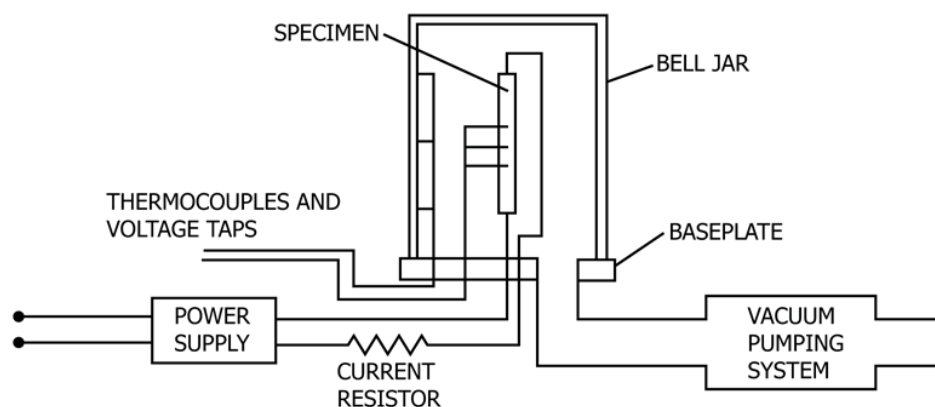 SPECIMEN
BELL JAR
THERMOCOUPLES AND
VOLTAGE TAPS
BASEPLATE
POWER
SUPPLY
VACUUM
PUMPING
SYSTEM
CURRENT
RESISTOR